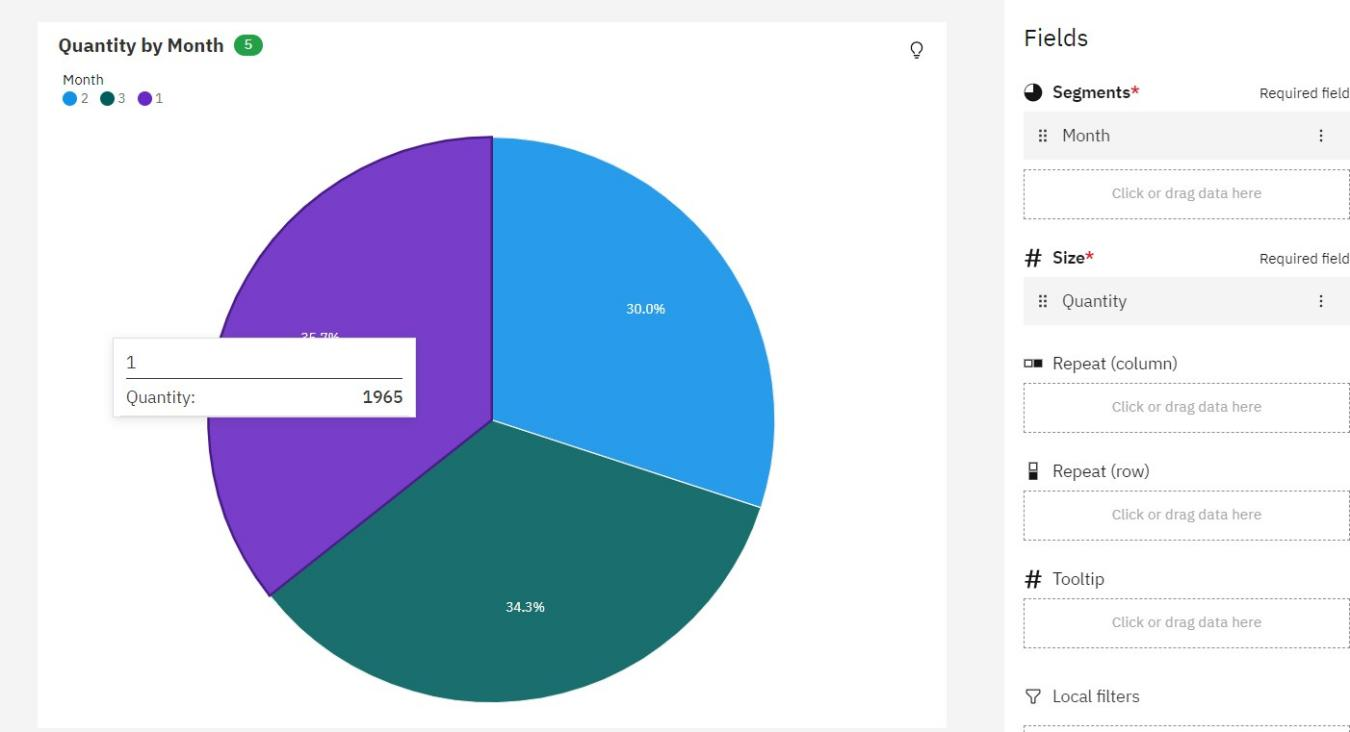 Quantity by Month 5
Month
2 3 1
30.0%
35.7%
1
Quantity: 1965
34.3%
Fields
Segments* Required field
Month
Click or drag data here
Size* Required field
Quantity
Repeat (column)
Click or drag data here
Repeat (row)
Click or drag data here
Tooltip
Click or drag data here
Local filters